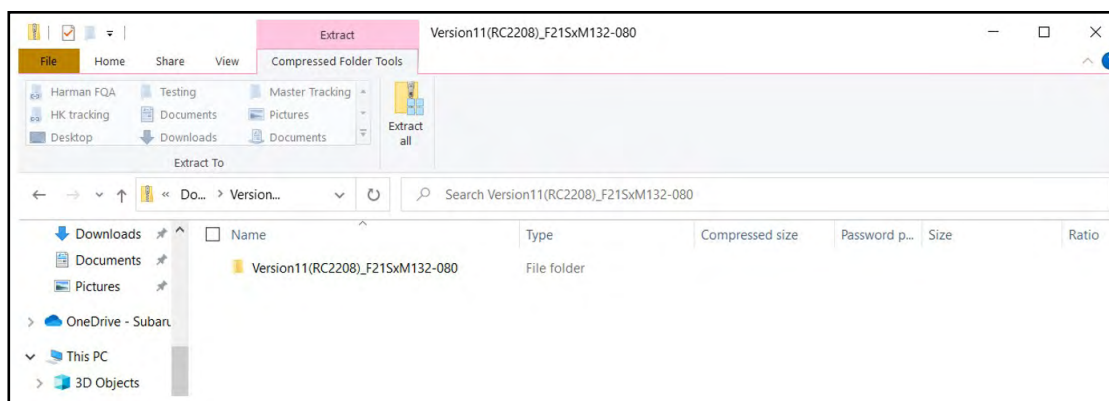 Extract
Version11(RC2208)_F21SxM132-080
File Home Share View Compressed Folder Tools
Harman FQA Testing Master Tracking
HK tracking Documents Pictures
Desktop Downloads Documents
Extract all
Extract To
« Do... > Version...
Search Version11(RC2208)_F21SxM132-080
Downloads
Documents
Pictures
OneDrive - Subaru
This PC
3D Objects
Name Type Compressed size Password p... Size Ratio
Version11(RC2208)_F21SxM132-080 File folder